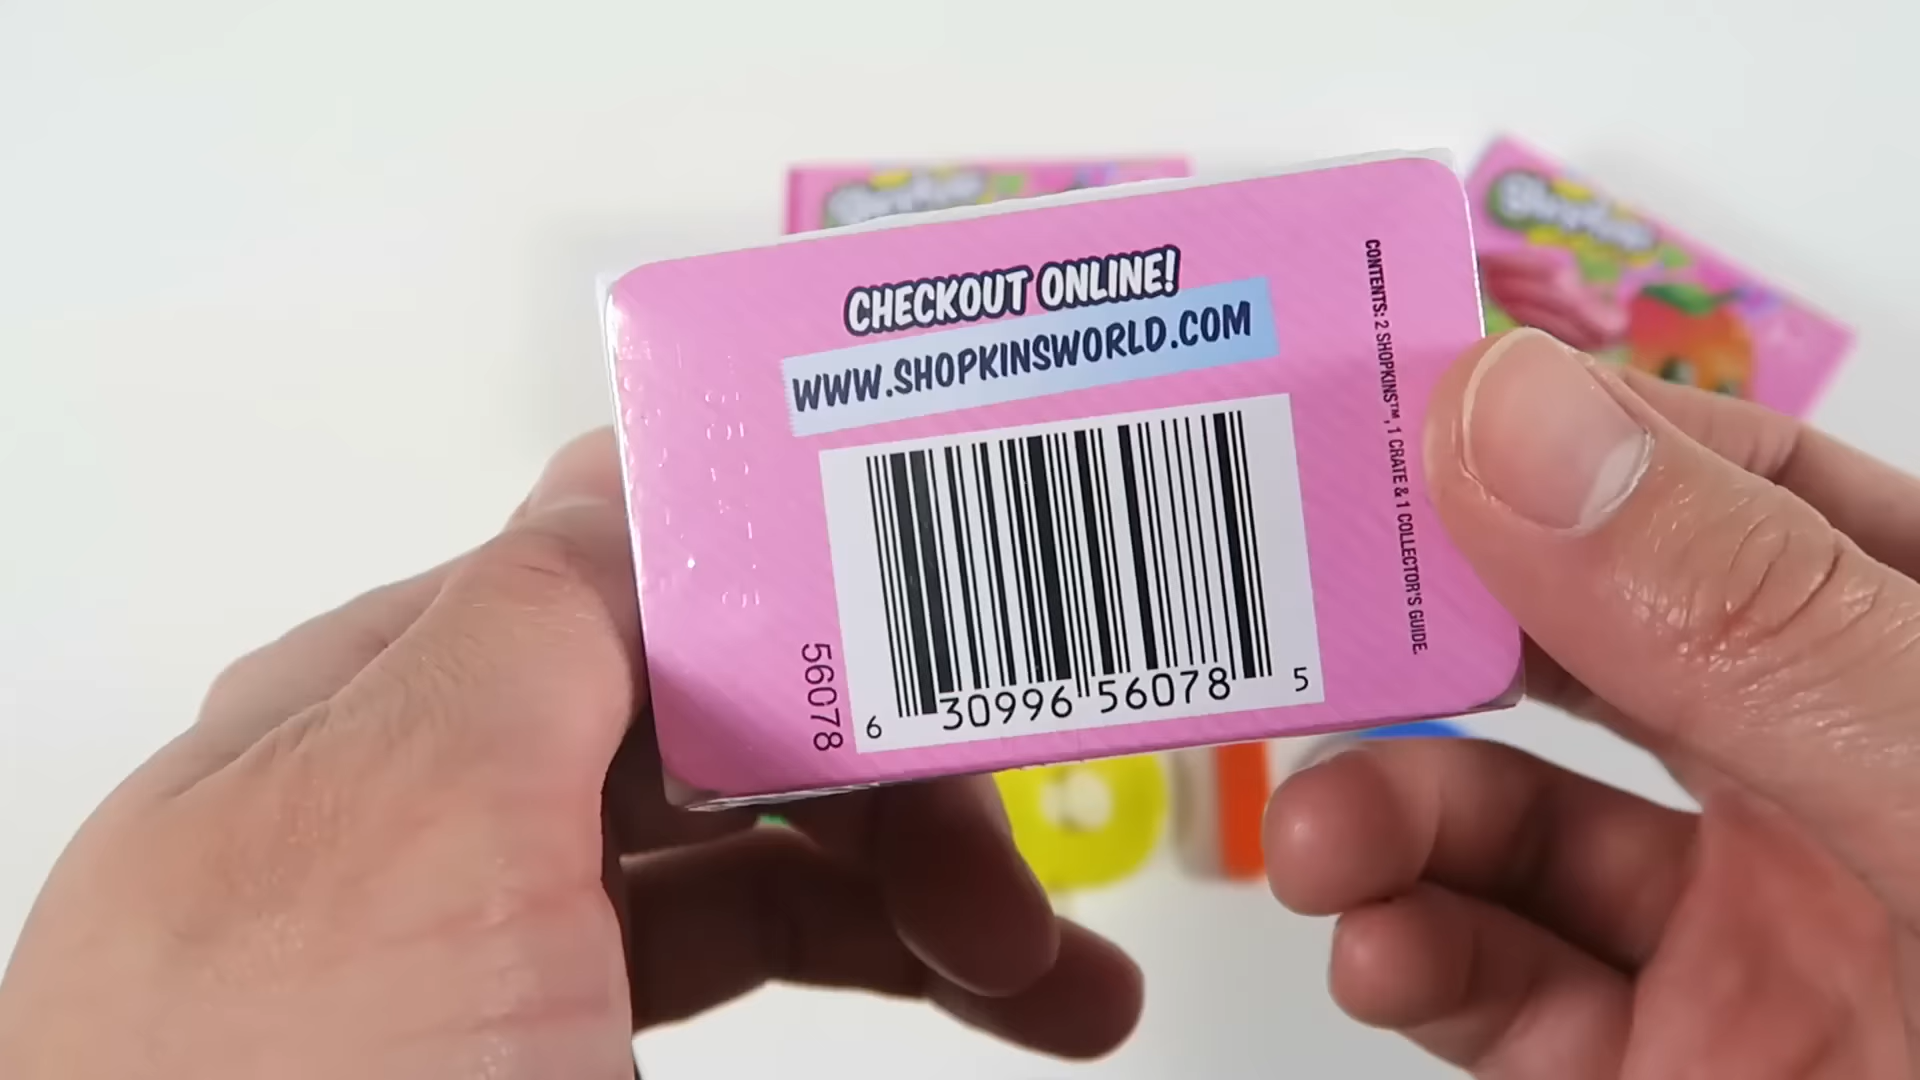 CHECKOUT ONLINE!
WWW.SHOPKINSWORLD.COM
CONTENTS: 2 SHOPKINS™, 1 CRATE & 1 COLLECTOR'S GUIDE.
56078
6 30996 56078 5